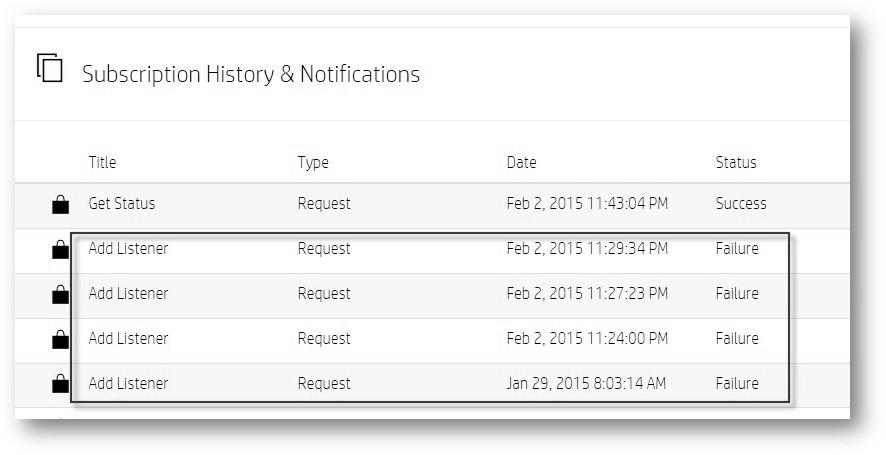 Subscription History & Notifications
Title Type Date Status
Get Status Request Feb 2, 2015 11:43:04 PM Success
Add Listener Request Feb 2, 2015 11:29:34 PM Failure
Add Listener Request Feb 2, 2015 11:27:23 PM Failure
Add Listener Request Feb 2, 2015 11:24:00 PM Failure
Add Listener Request Jan 29, 2015 8:03:14 AM Failure